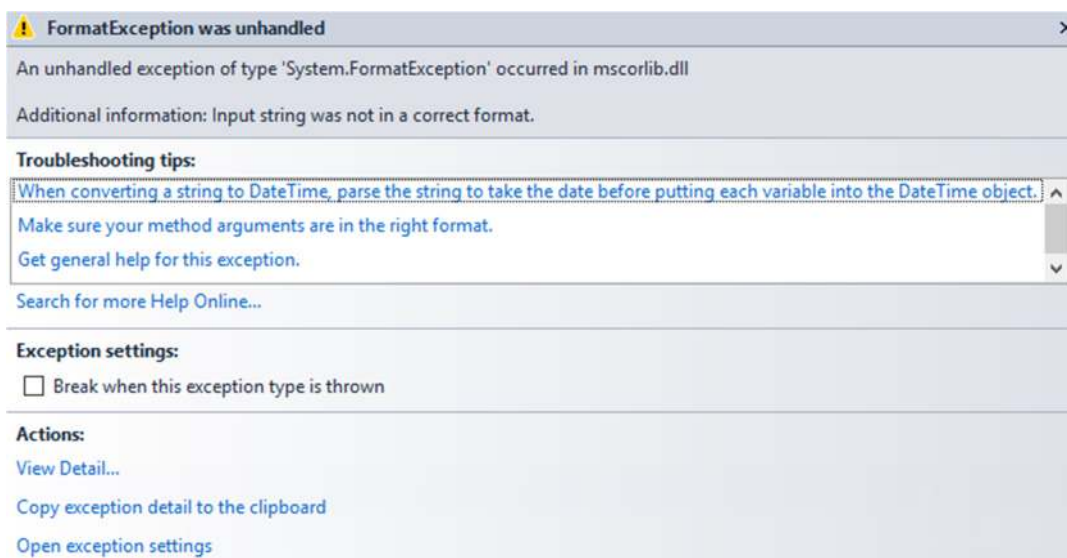 FormatException was unhandled
An unhandled exception of type 'System.FormatException' occurred in mscorlib.dll
Additional information: Input string was not in a correct format.
Troubleshooting tips:
When converting a string to DateTime, parse the string to take the date before putting each variable into the DateTime object.
Make sure your method arguments are in the right format.
Get general help for this exception.
Search for more Help Online...
Exception settings:
Break when this exception type is thrown
Actions:
View Detail...
Copy exception detail to the clipboard
Open exception settings